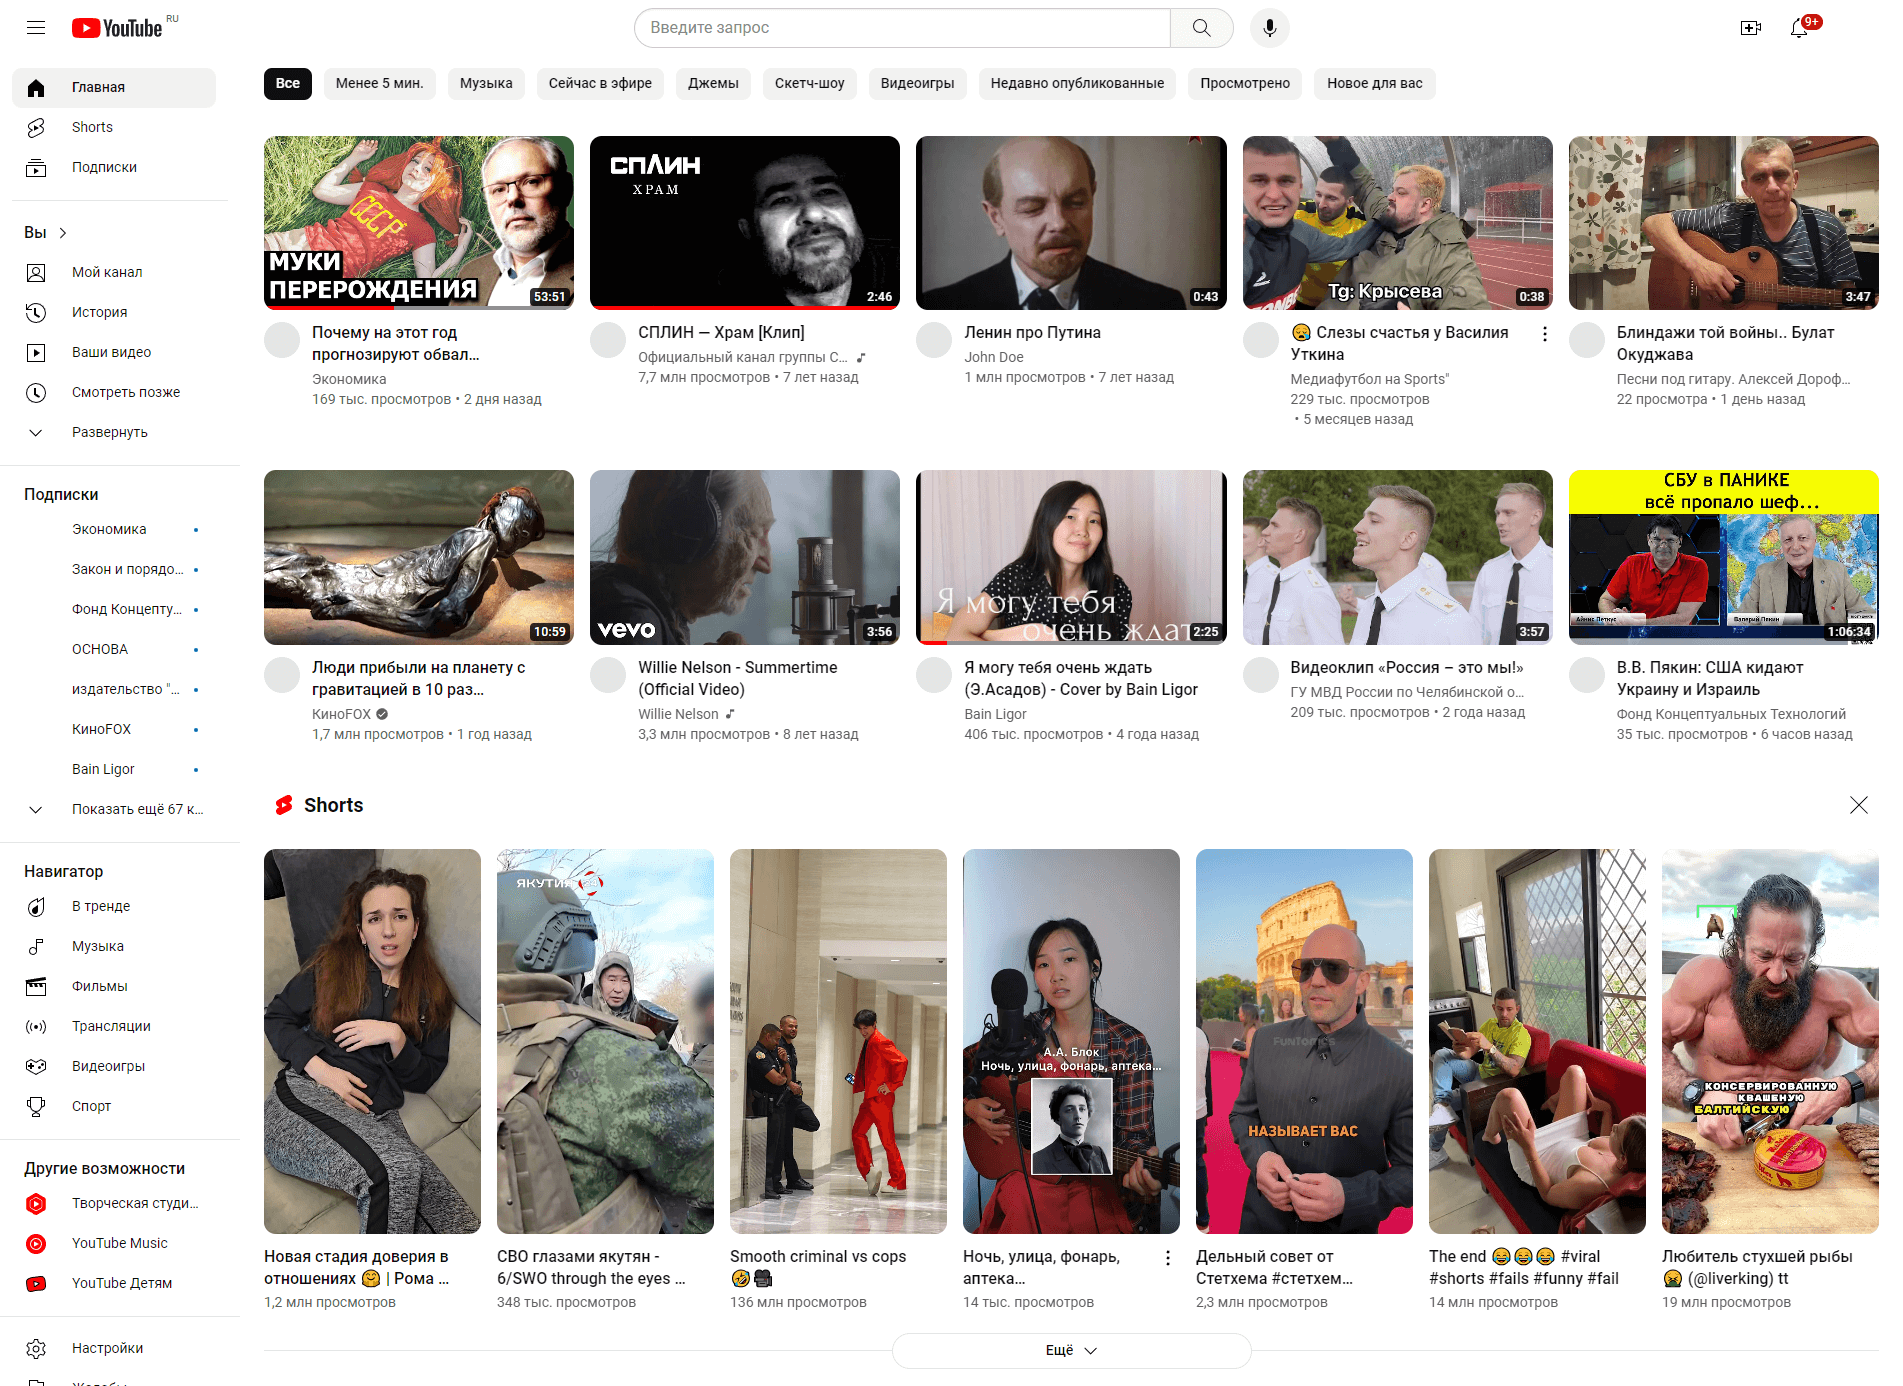 YouTube RU
Введите запрос
9+
Главная
Shorts
Подписки
Вы
Мой канал
История
Ваши видео
Смотреть позже
Развернуть
Подписки
Экономика
Закон и порядо...
Фонд Концепту...
ОСНОВА
издательство "...
КиноFOX
Bain Ligor
Показать ещё 67 к...
Навигатор
В тренде
Музыка
Фильмы
Трансляции
Видеоигры
Спорт
Другие возможности
Творческая студи...
YouTube Music
YouTube Детям
Настройки
Все
Менее 5 мин.
Музыка
Сейчас в эфире
Джемы
Скетч-шоу
Видеоигры
Недавно опубликованные
Просмотрено
Новое для вас
СССР
МУКИ
ПЕРЕРОЖДЕНИЯ
53:51
Почему на этот год
прогнозируют обвал...
Экономика
169 тыс. просмотров • 2 дня назад
СПЛИН
ХРАМ
2:46
СПЛИН — Храм [Клип]
Официальный канал группы С...
7,7 млн просмотров • 7 лет назад
0:43
Ленин про Путина
John Doe
1 млн просмотров • 7 лет назад
Tg: Крысева
0:38
😪 Слезы счастья у Василия
Уткина
Медиафутбол на Sports"
229 тыс. просмотров
• 5 месяцев назад
3:47
Блиндажи той войны.. Булат
Окуджава
Песни под гитару. Алексей Дороф...
22 просмотра • 1 день назад
10:59
Люди прибыли на планету с
гравитацией в 10 раз...
КиноFOX
1,7 млн просмотров • 1 год назад
vevo
3:56
Willie Nelson - Summertime
(Official Video)
Willie Nelson
3,3 млн просмотров • 8 лет назад
Я могу тебя
очень ждать
2:25
Я могу тебя очень ждать
(Э.Асадов) - Cover by Bain Ligor
Bain Ligor
406 тыс. просмотров • 4 года назад
3:57
Видеоклип «Россия – это мы!»
ГУ МВД России по Челябинской о...
209 тыс. просмотров • 2 года назад
СБУ в ПАНИКЕ
всё пропало шеф...
Айнис Петкус
Валерий Пякин
1:06:34
В.В. Пякин: США кидают
Украину и Израиль
Фонд Концептуальных Технологий
35 тыс. просмотров • 6 часов назад
Shorts
Новая стадия доверия в
отношениях 🤗 | Рома ...
1,2 млн просмотров
ЯКУТИЯ
СВО глазами якутян -
6/SWO through the eyes ...
348 тыс. просмотров
Smooth criminal vs cops
🤣🎥
136 млн просмотров
А.А. Блок
Ночь, улица, фонарь, аптека...
Ночь, улица, фонарь,
аптека...
14 тыс. просмотров
FUNTOMICS
НАЗЫВАЕТ ВАС
Дельный совет от
Стетхема #стетхем...
2,3 млн просмотров
The end 😂😂😂 #viral
#shorts #fails #funny #fail
14 млн просмотров
КОНСЕРВИРОВАННУЮ
КВАШЕНУЮ
БАЛТИЙСКУЮ
Любитель стухшей рыбы
🤮 (@liverking) tt
19 млн просмотров
Ещё